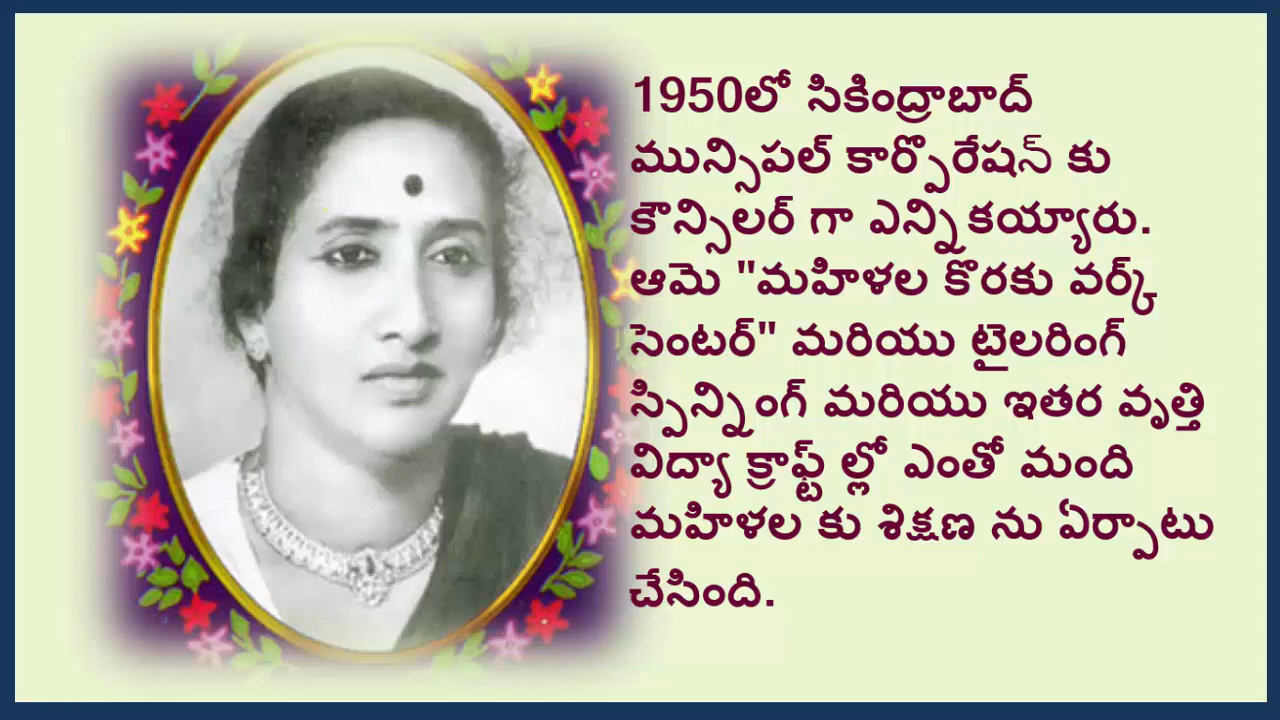 1950లో సికింద్రాబాద్
మున్సిపల్ కార్పొరేషన్ కు
కౌన్సిలర్ గా ఎన్నికయ్యారు.
ఆమె "మహిళల కొరకు వర్క్
సెంటర్" మరియు టైలరింగ్
స్పిన్నింగ్ మరియు ఇతర వృత్తి
విద్యా క్రాఫ్ట్ ల్లో ఎంతో మంది
మహిళల కు శిక్షణ ను ఏర్పాటు
చేసింది.